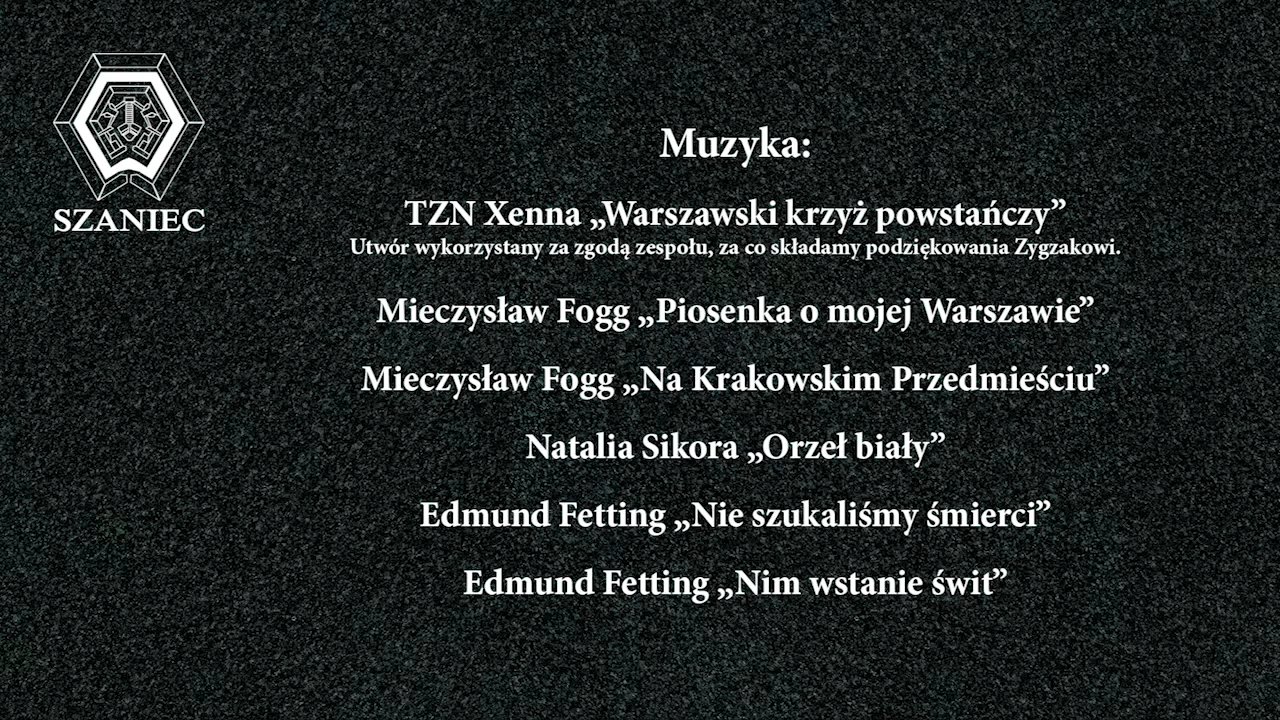 SZANIEC
Muzyka:
TZN Xenna „Warszawski krzyż powstańczy”
Utwór wykorzystany za zgodą zespołu, za co składamy podziękowania Zygzakowi.
Mieczysław Fogg „Piosenka o mojej Warszawie”
Mieczysław Fogg „Na Krakowskim Przedmieściu”
Natalia Sikora „Orzeł biały”
Edmund Fetting „Nie szukaliśmy śmierci”
Edmund Fetting „Nim wstanie świt”